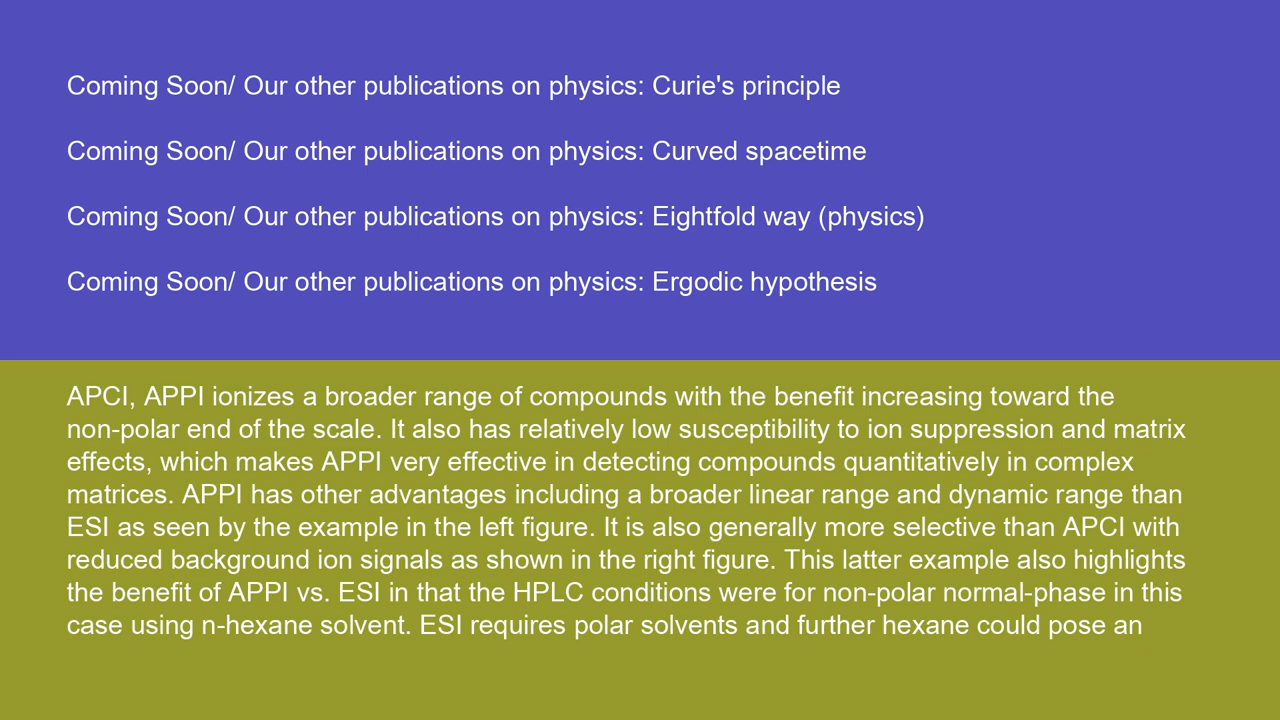 Coming Soon/ Our other publications on physics: Curie's principle
Coming Soon/ Our other publications on physics: Curved spacetime
Coming Soon/ Our other publications on physics: Eightfold way (physics)
Coming Soon/ Our other publications on physics: Ergodic hypothesis
APCI, APPI ionizes a broader range of compounds with the benefit increasing toward the
non-polar end of the scale. It also has relatively low susceptibility to ion suppression and matrix
effects, which makes APPI very effective in detecting compounds quantitatively in complex
matrices. APPI has other advantages including a broader linear range and dynamic range than
ESI as seen by the example in the left figure. It is also generally more selective than APCI with
reduced background ion signals as shown in the right figure. This latter example also highlights
the benefit of APPI vs. ESI in that the HPLC conditions were for non-polar normal-phase in this
case using n-hexane solvent. ESI requires polar solvents and further hexane could pose an